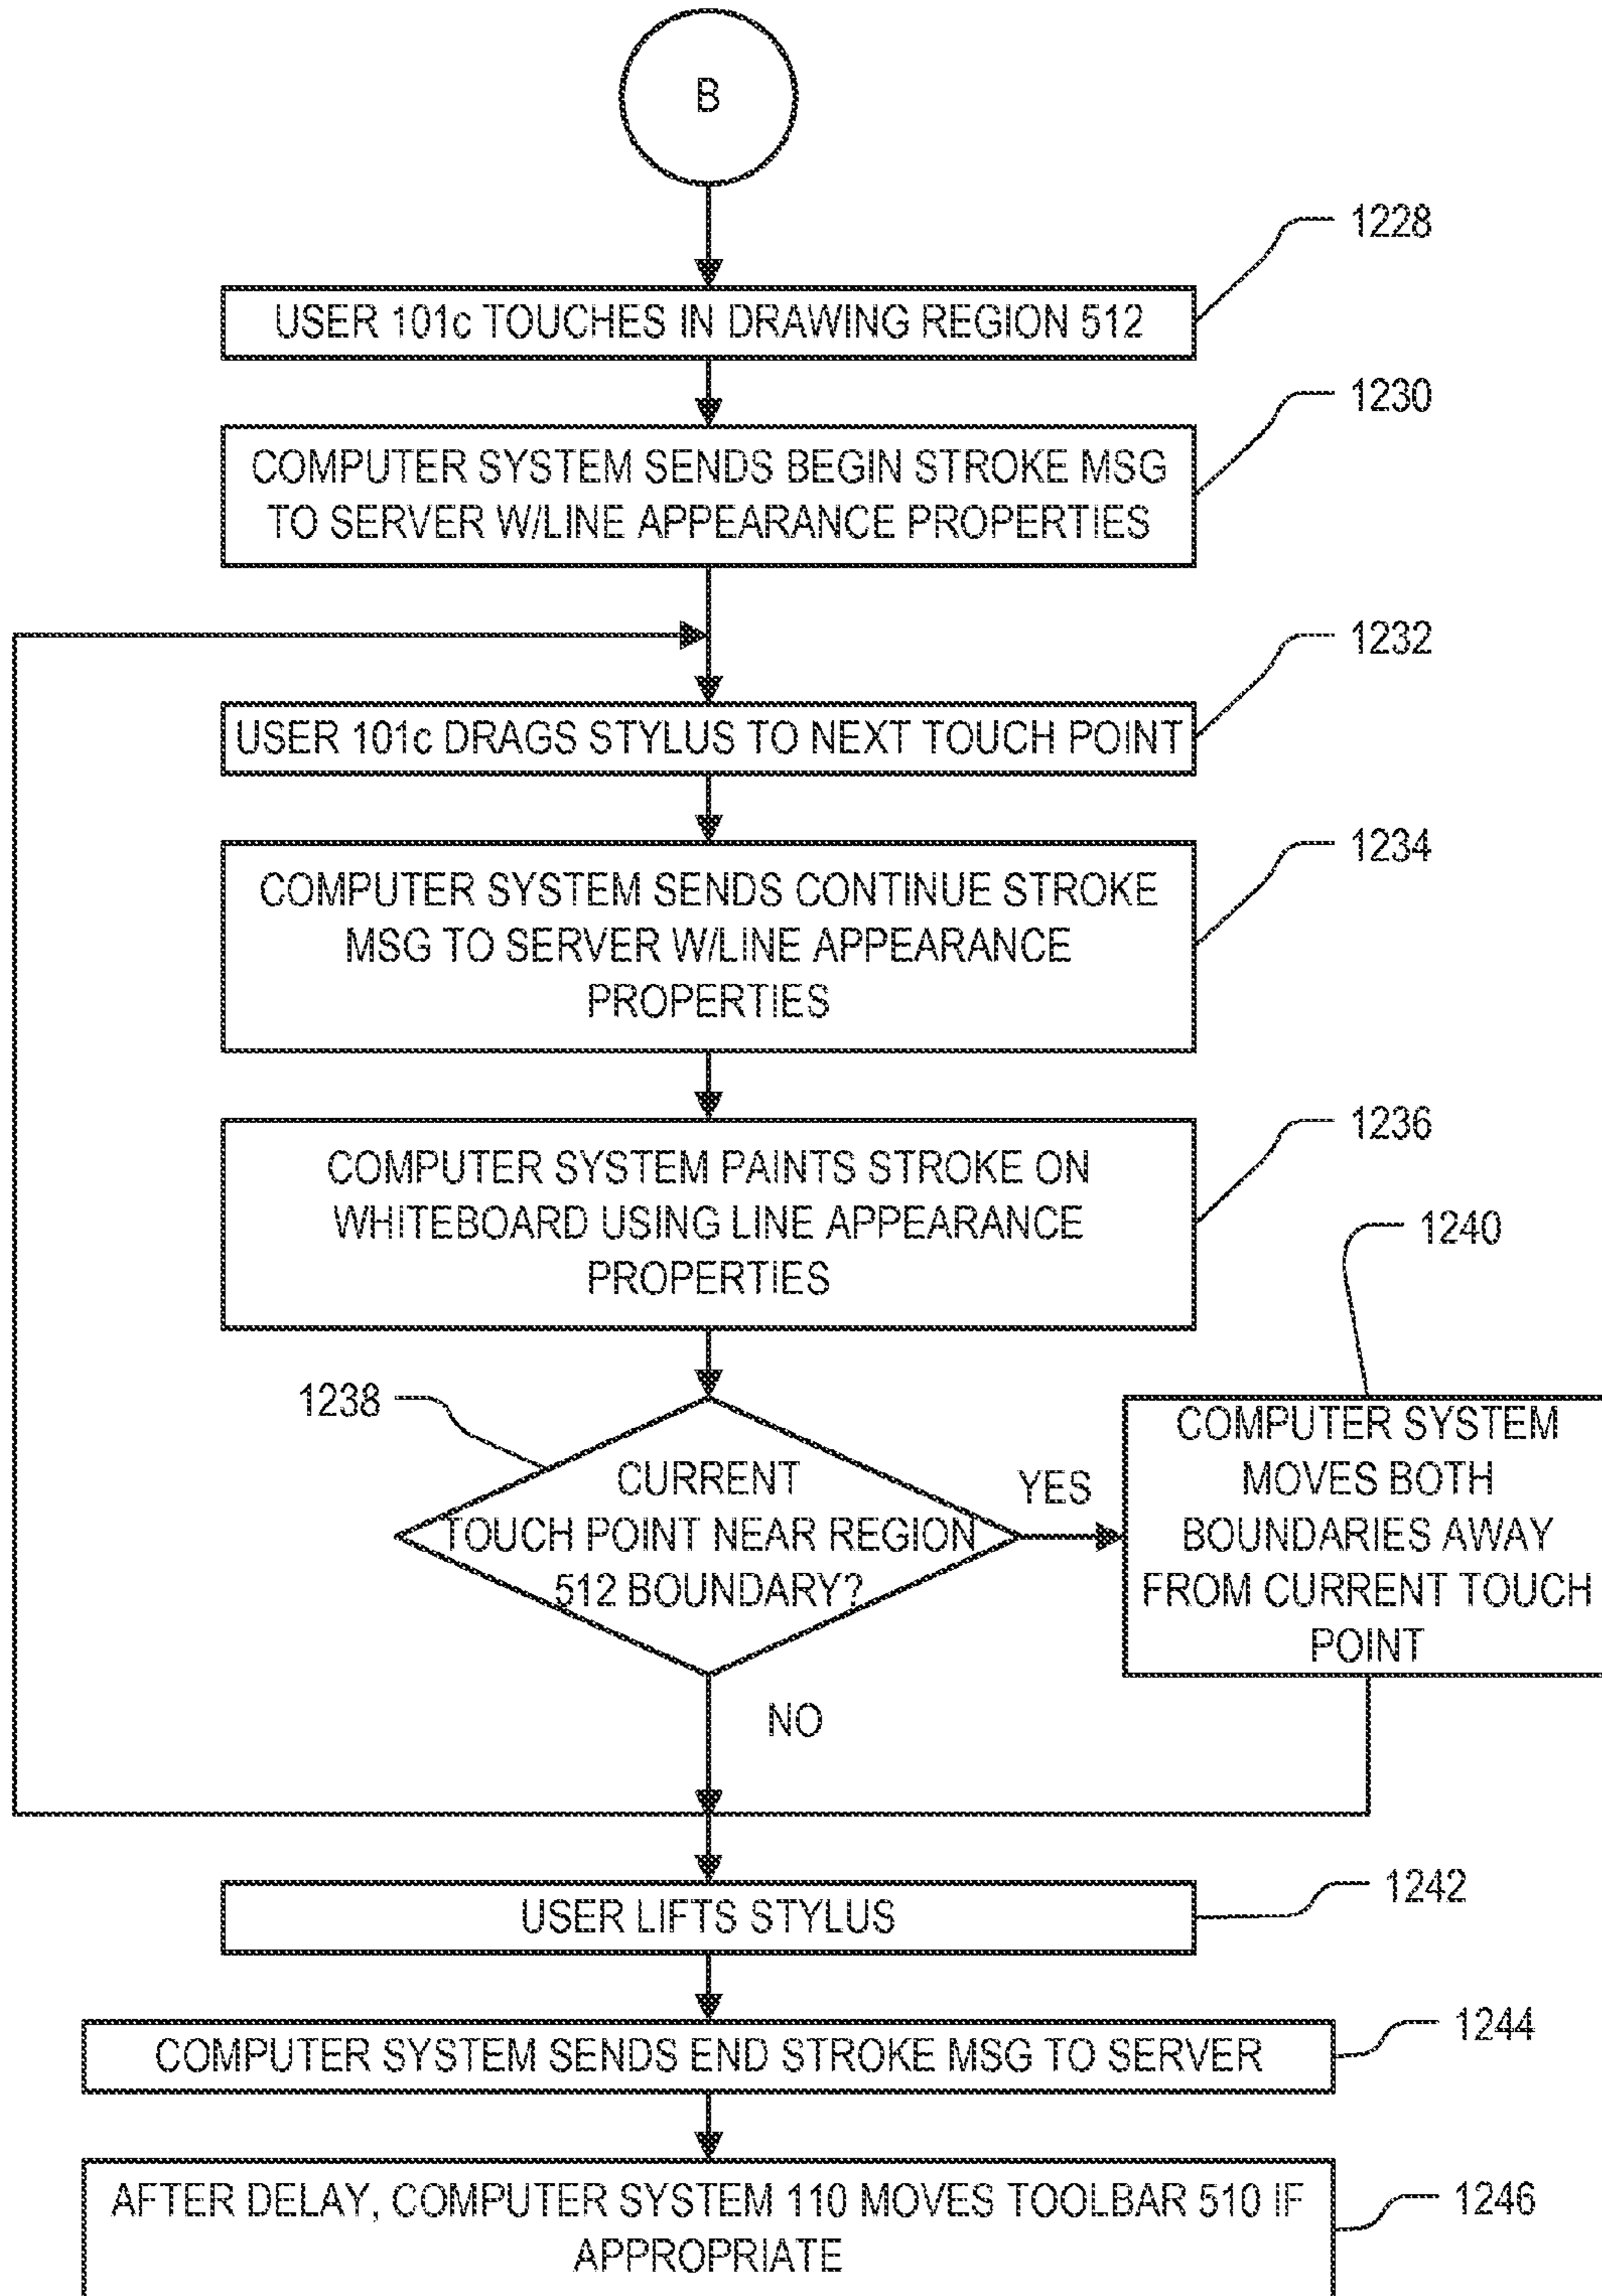 B
1228
USER 101c TOUCHES IN DRAWING REGION 512
1230
COMPUTER SYSTEM SENDS BEGIN STROKE MSG
TO SERVER W/LINE APPEARANCE PROPERTIES
1232
USER 101c DRAGS STYLUS TO NEXT TOUCH POINT
1234
COMPUTER SYSTEM SENDS CONTINUE STROKE
MSG TO SERVER W/LINE APPEARANCE
PROPERTIES
1236
COMPUTER SYSTEM PAINTS STROKE ON
WHITEBOARD USING LINE APPEARANCE
PROPERTIES
1238
CURRENT
TOUCH POINT NEAR REGION
512 BOUNDARY?
YES
1240
COMPUTER SYSTEM
MOVES BOTH
BOUNDARIES AWAY
FROM CURRENT TOUCH
POINT
NO
1242
USER LIFTS STYLUS
1244
COMPUTER SYSTEM SENDS END STROKE MSG TO SERVER
1246
AFTER DELAY, COMPUTER SYSTEM 110 MOVES TOOLBAR 510 IF
APPROPRIATE